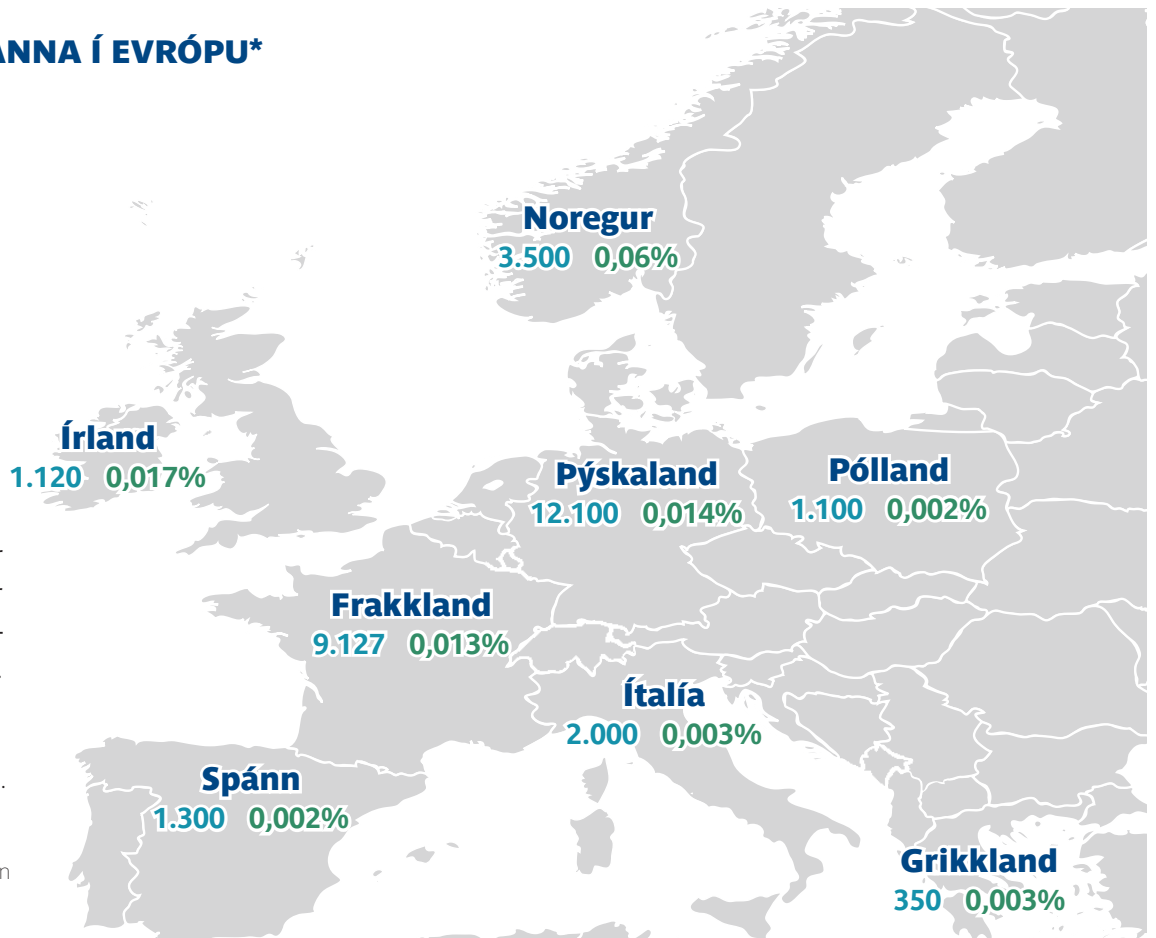 ANNA Í EVRÓPU*
Noregur
3.500 0,06%
Írland
1.120 0,017%
Þýskaland
12.100 0,014%
Pólland
1.100 0,002%
Frakkland
9.127 0,013%
Ítalía
2.000 0,003%
Spánn
1.300 0,002%
Grikkland
350 0,003%